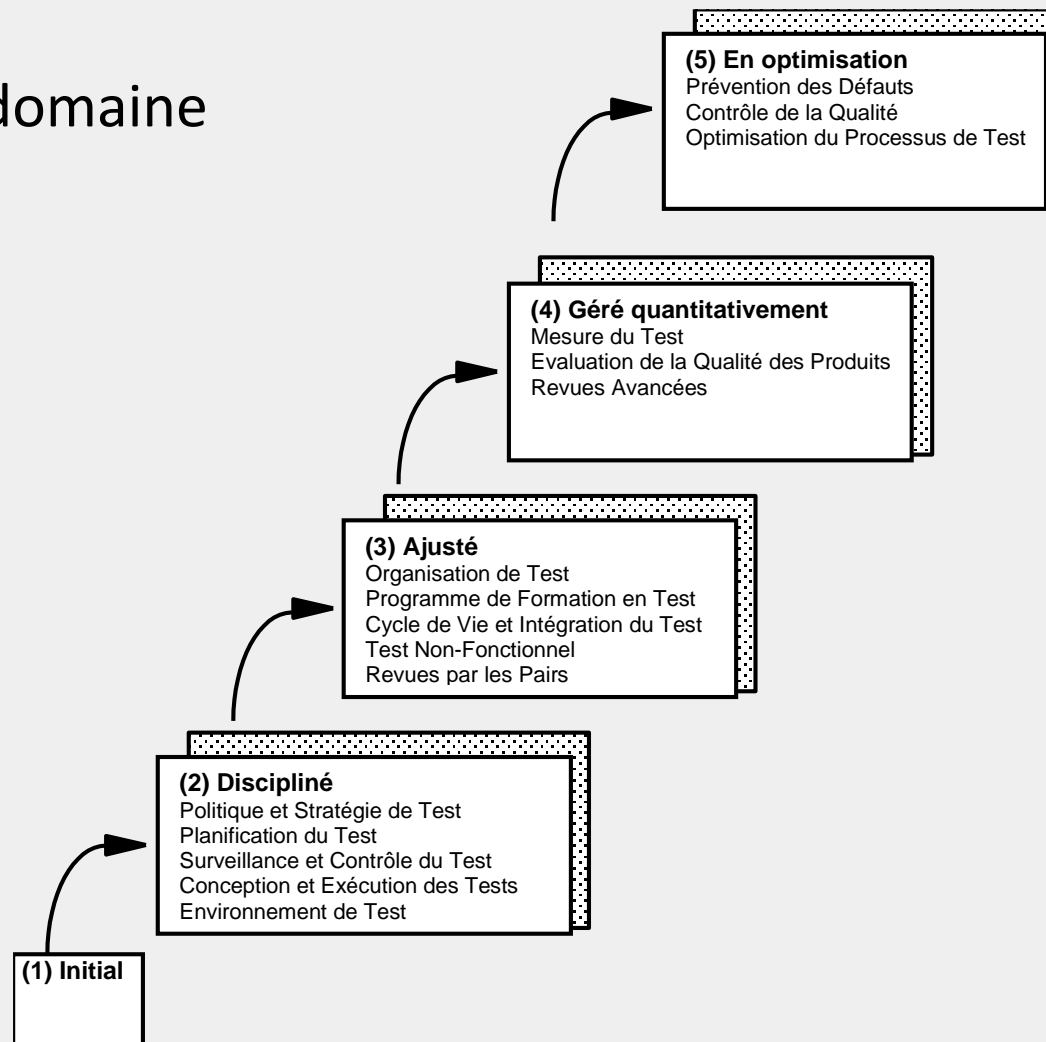 domaine
(5) En optimisation
Prévention des Défauts
Contrôle de la Qualité
Optimisation du Processus de Test
(4) Géré quantitativement
Mesure du Test
Evaluation de la Qualité des Produits
Revues Avancées
(3) Ajusté
Organisation de Test
Programme de Formation en Test
Cycle de Vie et Intégration du Test
Test Non-Fonctionnel
Revues par les Pairs
(2) Discipliné
Politique et Stratégie de Test
Planification du Test
Surveillance et Contrôle du Test
Conception et Exécution des Tests
Environnement de Test
(1) Initial